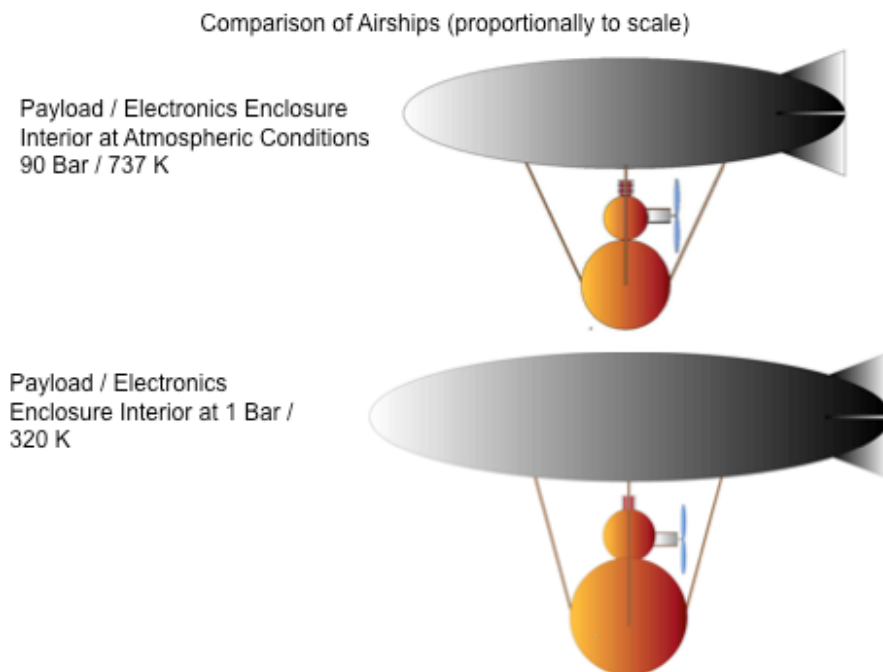 Comparison of Airships (proportionally to scale)
Payload / Electronics Enclosure
Interior at Atmospheric Conditions
90 Bar / 737 K
Payload / Electronics
Enclosure Interior at 1 Bar /
320 K